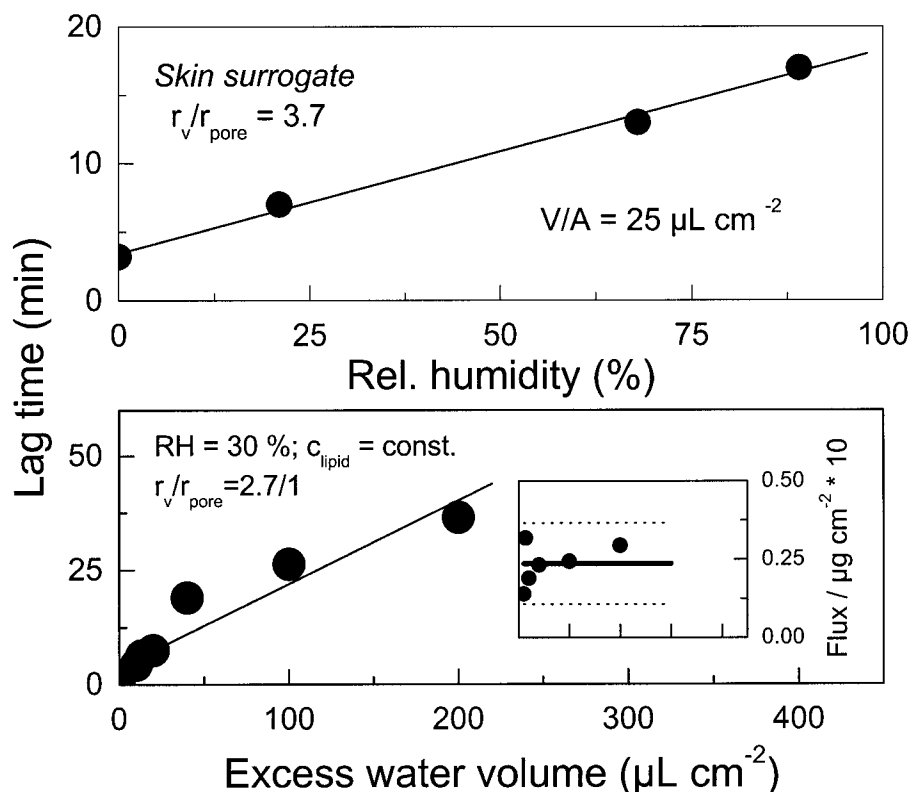 20
Skin surrogate
r_v/r_pore = 3.7
10
V/A = 25 µL cm⁻²
0
0 25 50 75 100
Rel. humidity (%)
Lag time (min)
50
RH = 30 %; c_lipid = const.
r_v/r_pore=2.7/1
25
0
0.50
0.25
0.00
Flux / µg cm⁻² * 10
0 100 200 300 400
Excess water volume (µL cm⁻²)